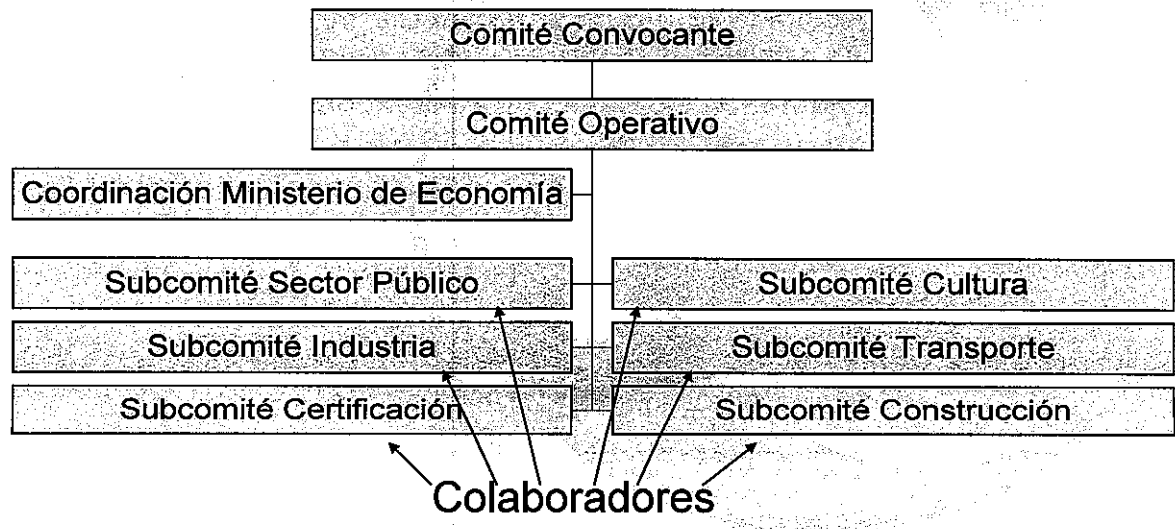 Comité Convocante
Comité Operativo
Coordinación Ministerio de Economía
Subcomité Sector Público
Subcomité Cultura
Subcomité Industria
Subcomité Transporte
Subcomité Certificación
Subcomité Construcción
Colaboradores